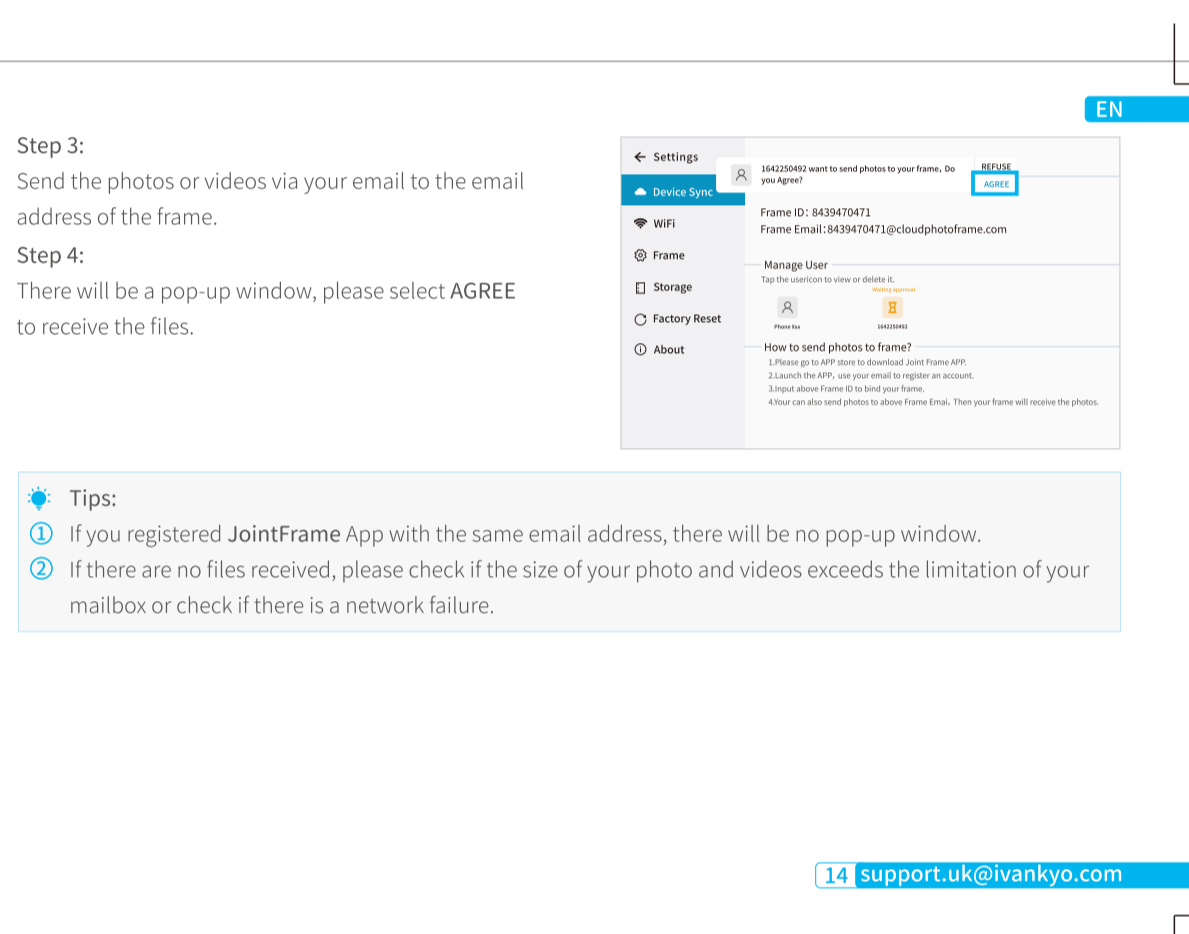 EN
Step 3:
Send the photos or videos via your email to the email
address of the frame.
Step 4:
There will be a pop-up window, please select AGREE
to receive the files.
Settings
Device Sync
WiFi
Frame
Storage
Factory Reset
About
1642250492 want to send photos to your frame, Do
you Agree?
REFUSE
AGREE
Frame ID: 8439470471
Frame Email:8439470471@cloudphotoframe.com
Manage User
Tap the usericon to view or delete it.
Waiting approval
Phone Xxx
1642250492
How to send photos to frame?
1.Please go to APP store to download Joint Frame APP.
2.Launch the APP, use your email to register an account.
3.Input above Frame ID to bind your frame.
4.Your can also send photos to above Frame Emai, Then your frame will receive the photos.
Tips:
① If you registered JointFrame App with the same email address, there will be no pop-up window.
② If there are no files received, please check if the size of your photo and videos exceeds the limitation of your
mailbox or check if there is a network failure.
14 support.uk@ivankyo.com